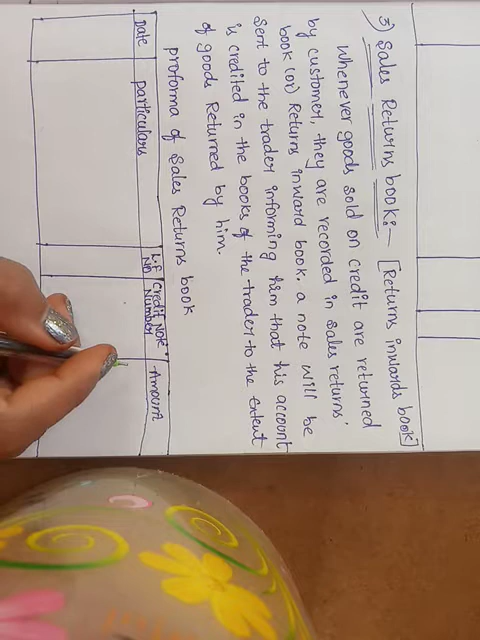 3) Sales Returns book:- [Returns inwards book]
Whenever goods sold on credit are returned
by customer, they are recorded in sales returns
book (or) Returns inward book. a note will be
sent to the trader informing him that his account
is credited in the books of the trader to the extent
of goods Returned by him.
proforma of Sales Returns book
Date particulars L.F No Credit Note Number Amount